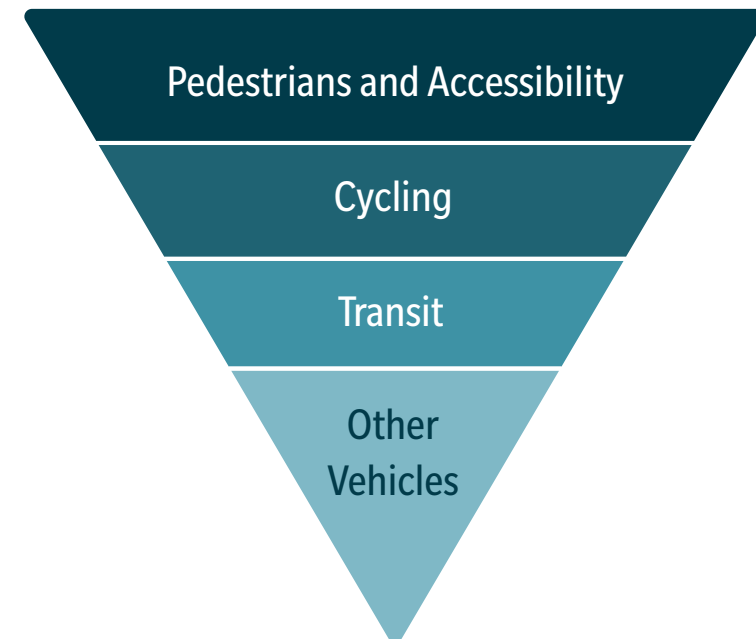 Pedestrians and Accessibility
Cycling
Transit
Other
Vehicles